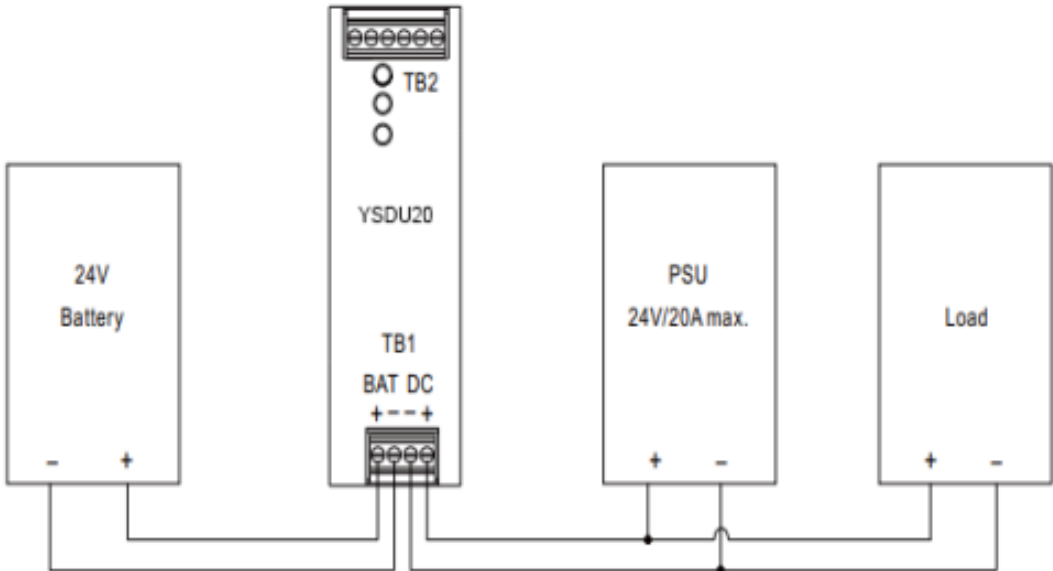 TB2
YSDU20
24V
Battery
PSU
24V/20A max.
Load
TB1
BAT DC
+ − − +
− +
+ −
+ −